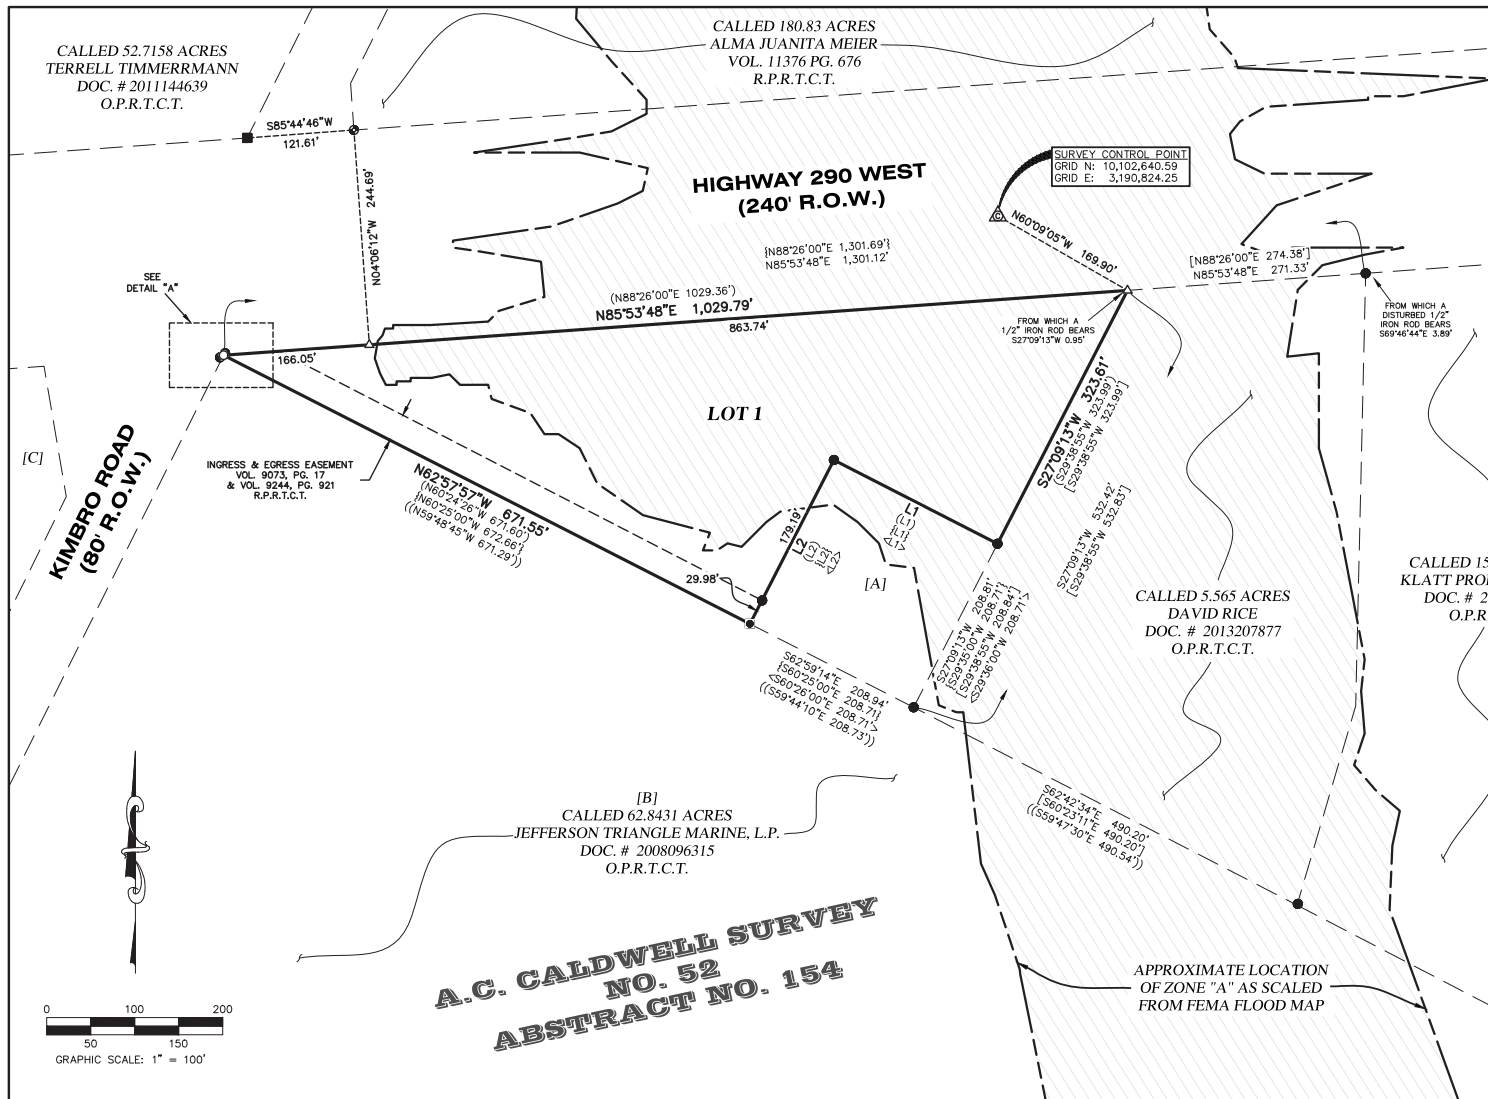 CALLED 52.7158 ACRES
TERRELL TIMMERRMANN
DOC. # 2011144639
O.P.R.T.C.T.
CALLED 180.83 ACRES
ALMA JUANITA MEIER
VOL. 11376 PG. 676
R.P.R.T.C.T.
S85°44'46"W
121.61'
N04°06'12"W 244.69'
HIGHWAY 290 WEST
(240' R.O.W.)
SURVEY CONTROL POINT
GRID N: 10,102,640.59
GRID E: 3,190,824.25
C
N60°09'05"W 169.90'
{N88°26'00"E 1,301.69'}
N85°53'48"E 1,301.12'
[N88°26'00"E 274.38']
N85°53'48"E 271.33'
SEE
DETAIL "A"
(N88°26'00"E 1029.36')
N85°53'48"E 1,029.79'
863.74'
166.05'
FROM WHICH A
1/2" IRON ROD BEARS
S27°09'13"W 0.95'
FROM WHICH A
DISTURBED 1/2"
IRON ROD BEARS
S69°46'44"E 3.89'
LOT 1
S27°09'13"W 323.61'
(S29°38'55"W 323.99')
[S29°38'55"W 323.99']
[C]
KIMBRO ROAD
(80' R.O.W.)
INGRESS & EGRESS EASEMENT
VOL. 9073, PG. 17
& VOL. 9244, PG. 921
R.P.R.T.C.T.
N62°57'57"W 671.55'
(N60°24'26"W 671.60')
{N60°25'00"W 672.66'}
((N59°48'45"W 671.29'))
179.19'
L2
(L2)
{L2}
<L2>
L1
(L1)
{L1}
<L1>
29.98'
[A]
S27°09'13"W 532.42'
[S29°38'55"W 532.83']
S27°09'13"W 208.81'
{S29°35'00"W 208.71'}
[S29°38'55"W 208.84']
<S29°36'00"W 208.71'>
CALLED 5.565 ACRES
DAVID RICE
DOC. # 2013207877
O.P.R.T.C.T.
CALLED 15
KLATT PRO
DOC. # 2
O.P.R
S62°59'14"E 208.94'
{S60°25'00"E 208.71'}
<S60°26'00"E 208.71'>
((S59°44'10"E 208.73'))
S62°42'34"E 490.20'
[S60°23'11"E 490.20']
((S59°47'30"E 490.54'))
[B]
CALLED 62.8431 ACRES
JEFFERSON TRIANGLE MARINE, L.P.
DOC. # 2008096315
O.P.R.T.C.T.
A.C. CALDWELL SURVEY
NO. 52
ABSTRACT NO. 154
APPROXIMATE LOCATION
OF ZONE "A" AS SCALED
FROM FEMA FLOOD MAP
0 100 200
50 150
GRAPHIC SCALE: 1" = 100'